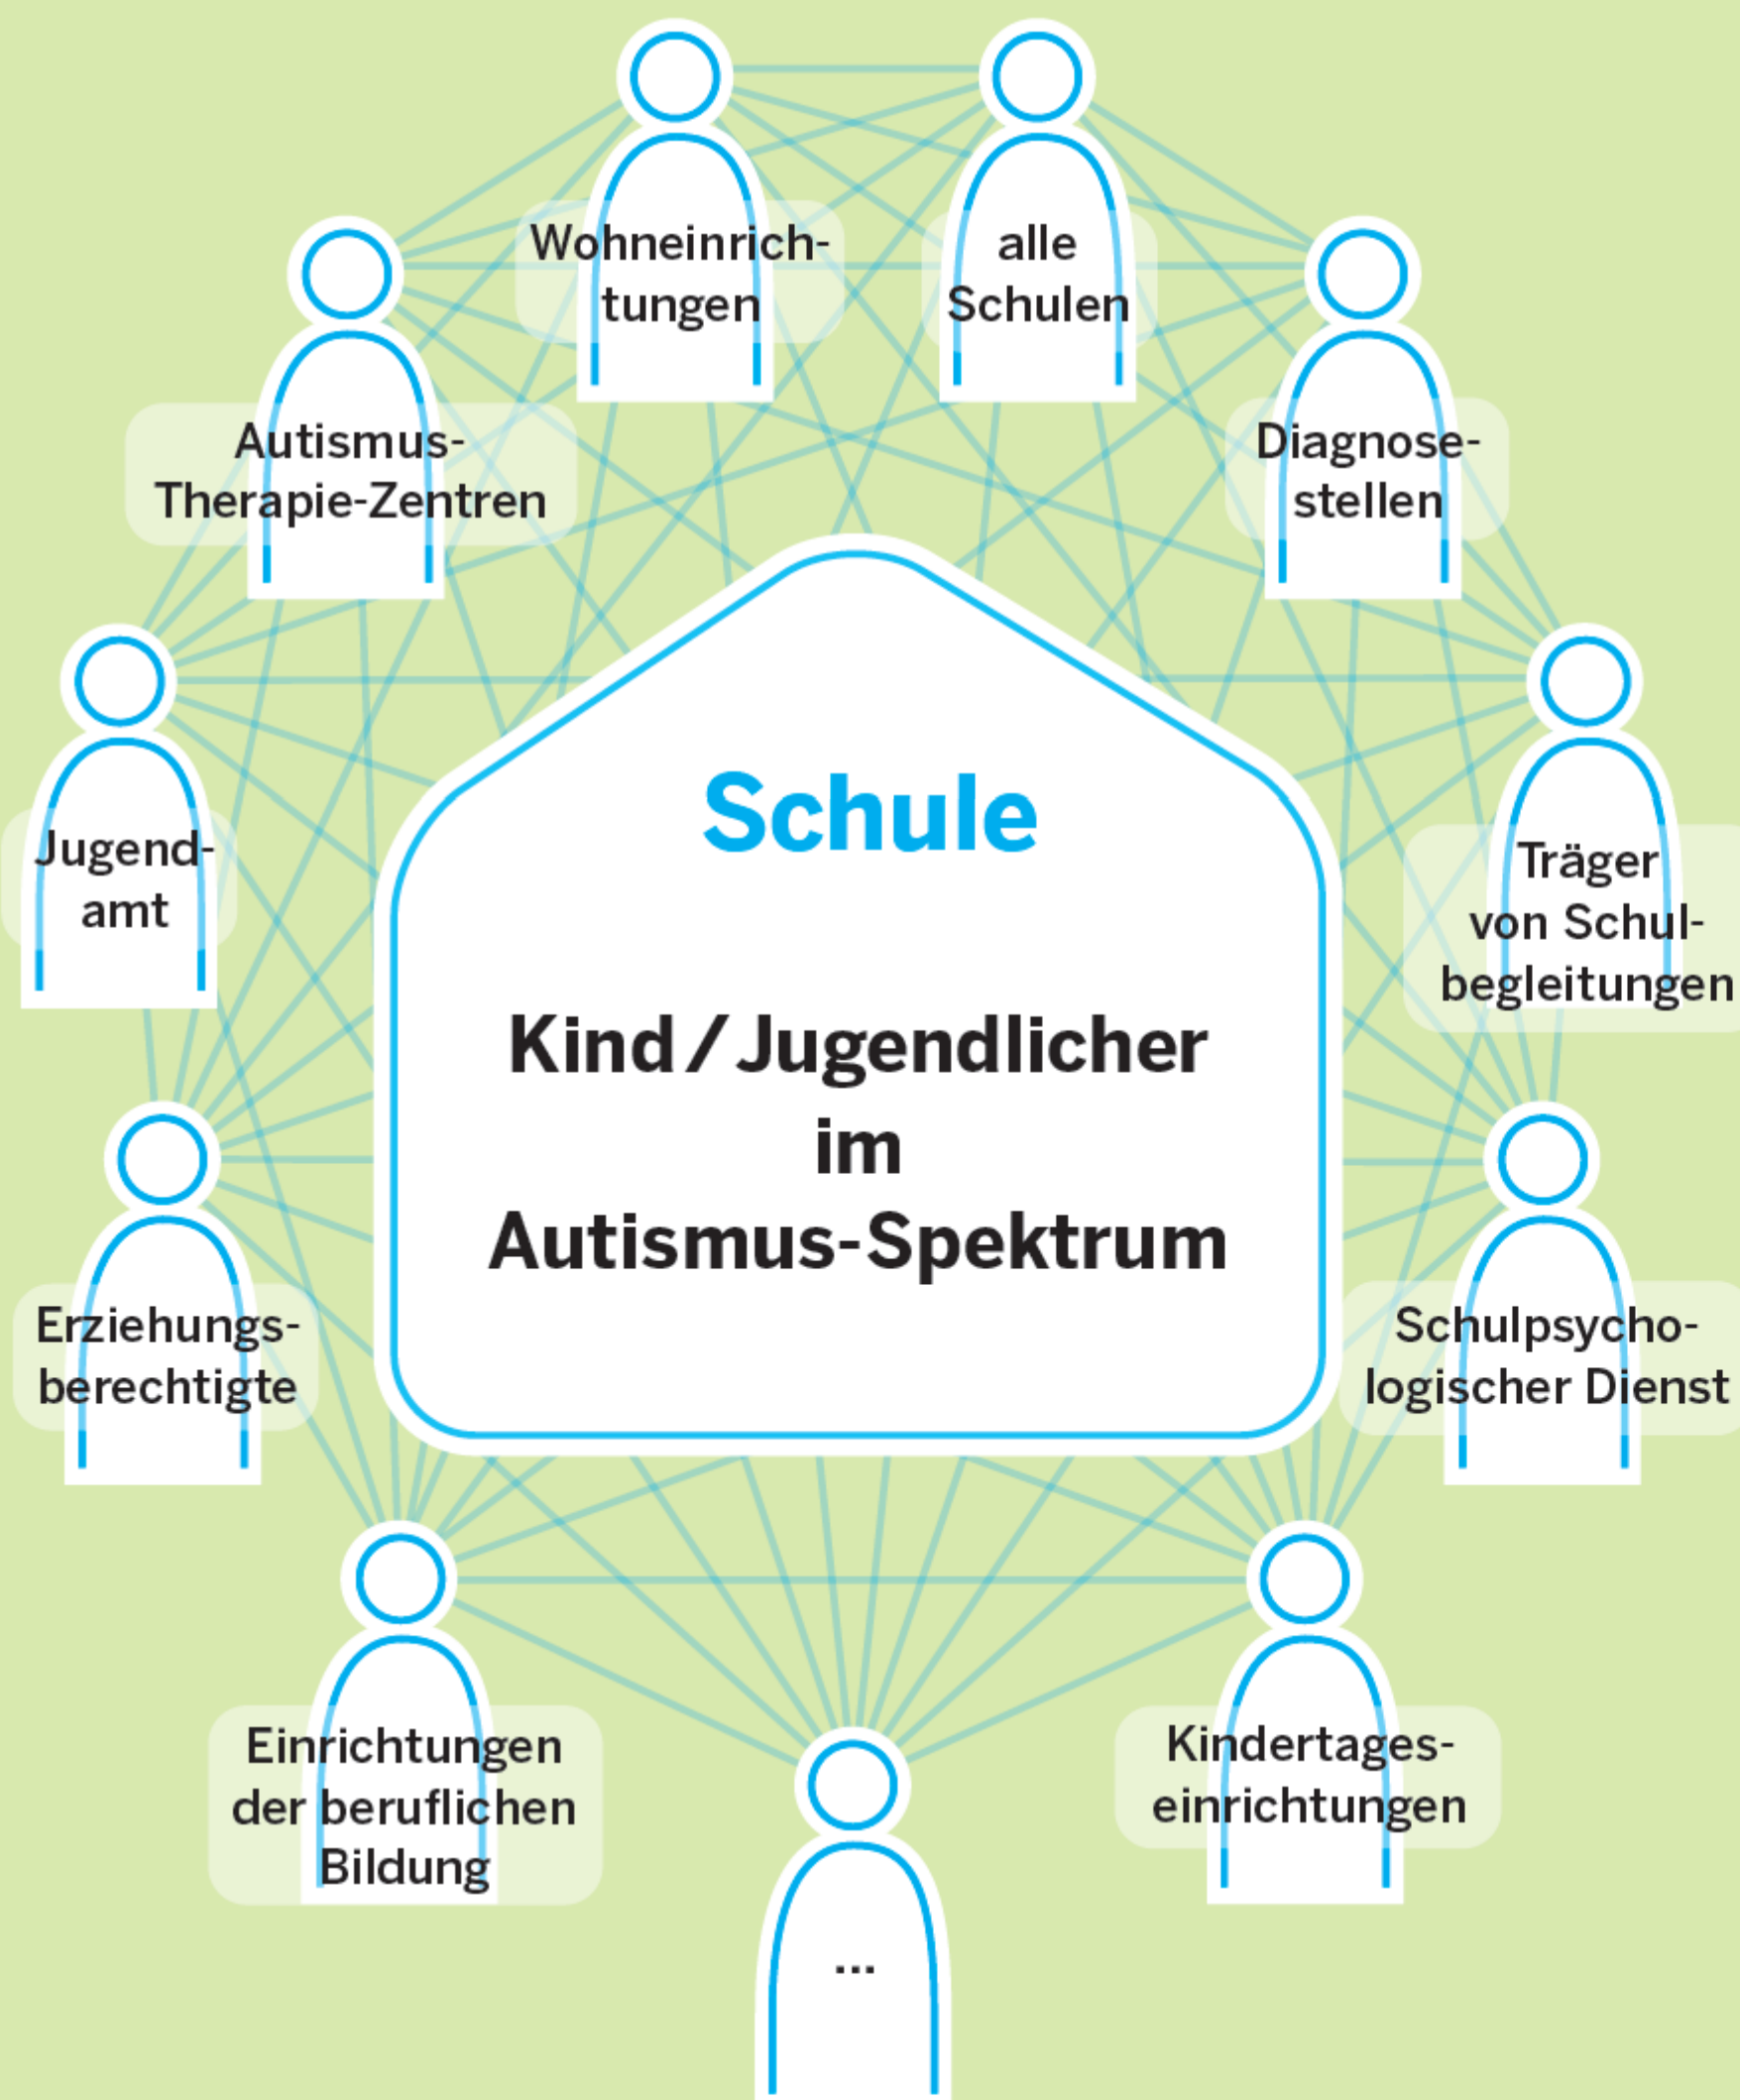 Wohneinrich-
tungen
alle
Schulen
Autismus-
Therapie-Zentren
Diagnose-
stellen
Jugend-
amt
Schule
Kind/Jugendlicher
im
Autismus-Spektrum
Träger
von Schul-
begleitungen
Erziehungs-
berechtigte
Schulpsycho-
logischer Dienst
Einrichtungen
der beruflichen
Bildung
Kindertages-
einrichtungen
...